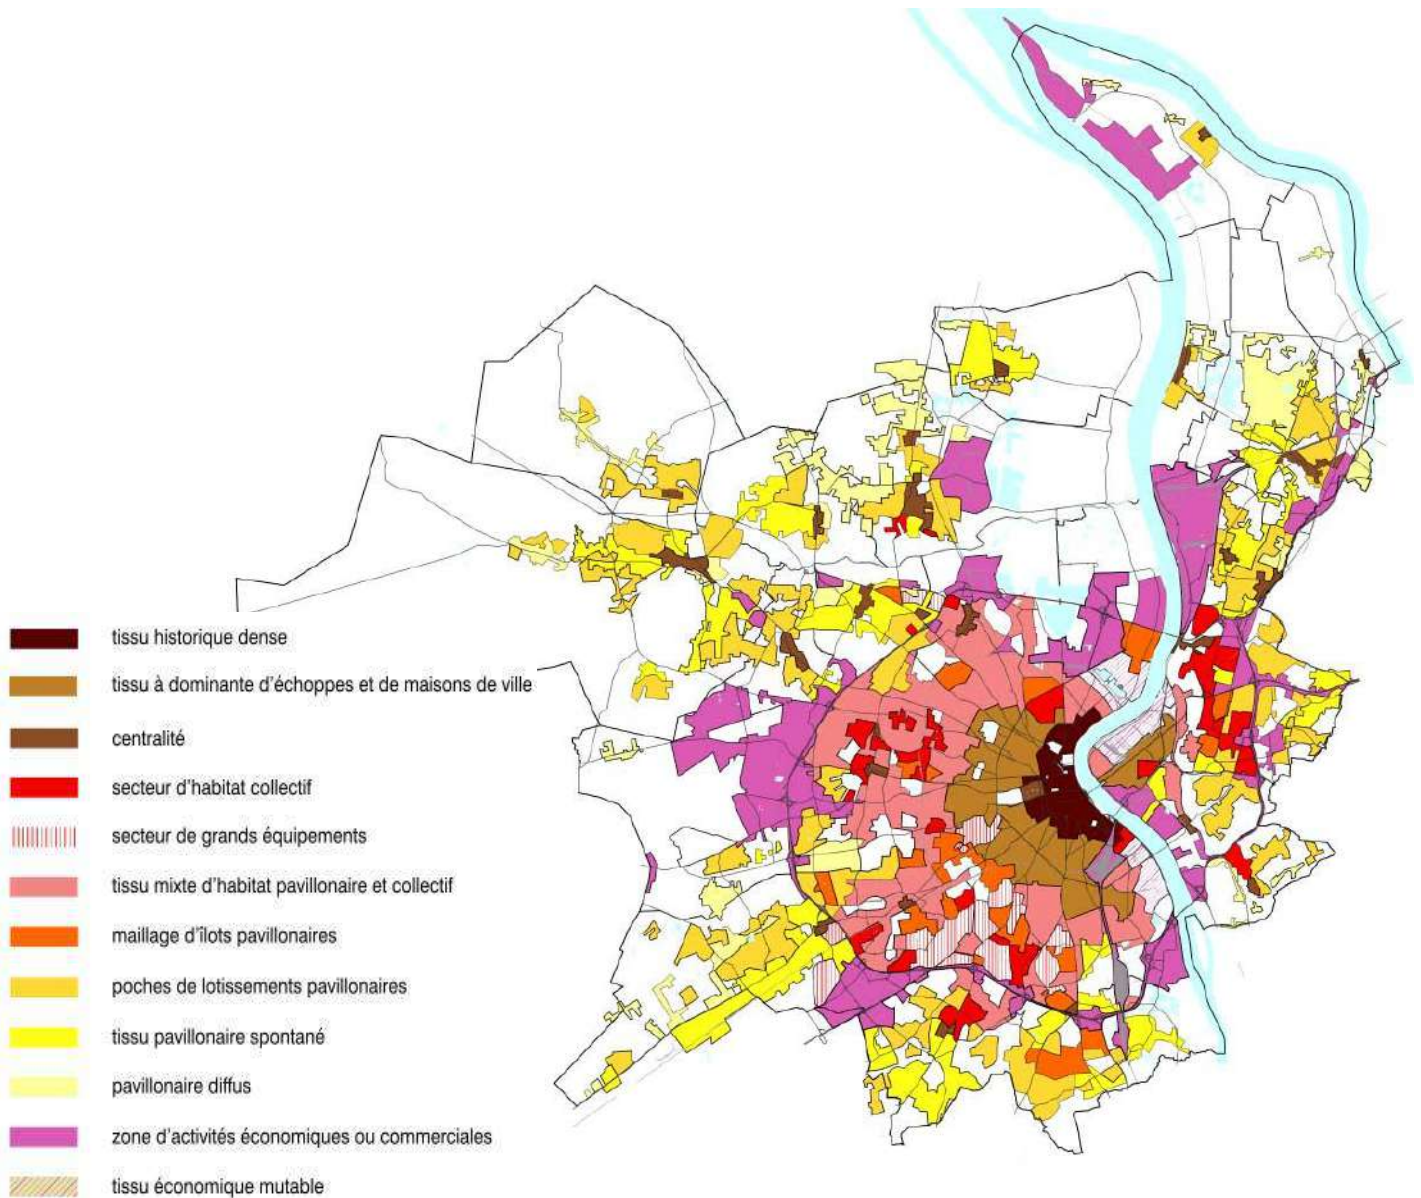 tissu historique dense
tissu à dominante d'échoppes et de maisons de ville
centralité
secteur d'habitat collectif
secteur de grands équipements
tissu mixte d'habitat pavillonaire et collectif
maillage d'îlots pavillonaires
poches de lotissements pavillonaires
tissu pavillonaire spontané
pavillonaire diffus
zone d'activités économiques ou commerciales
tissu économique mutable